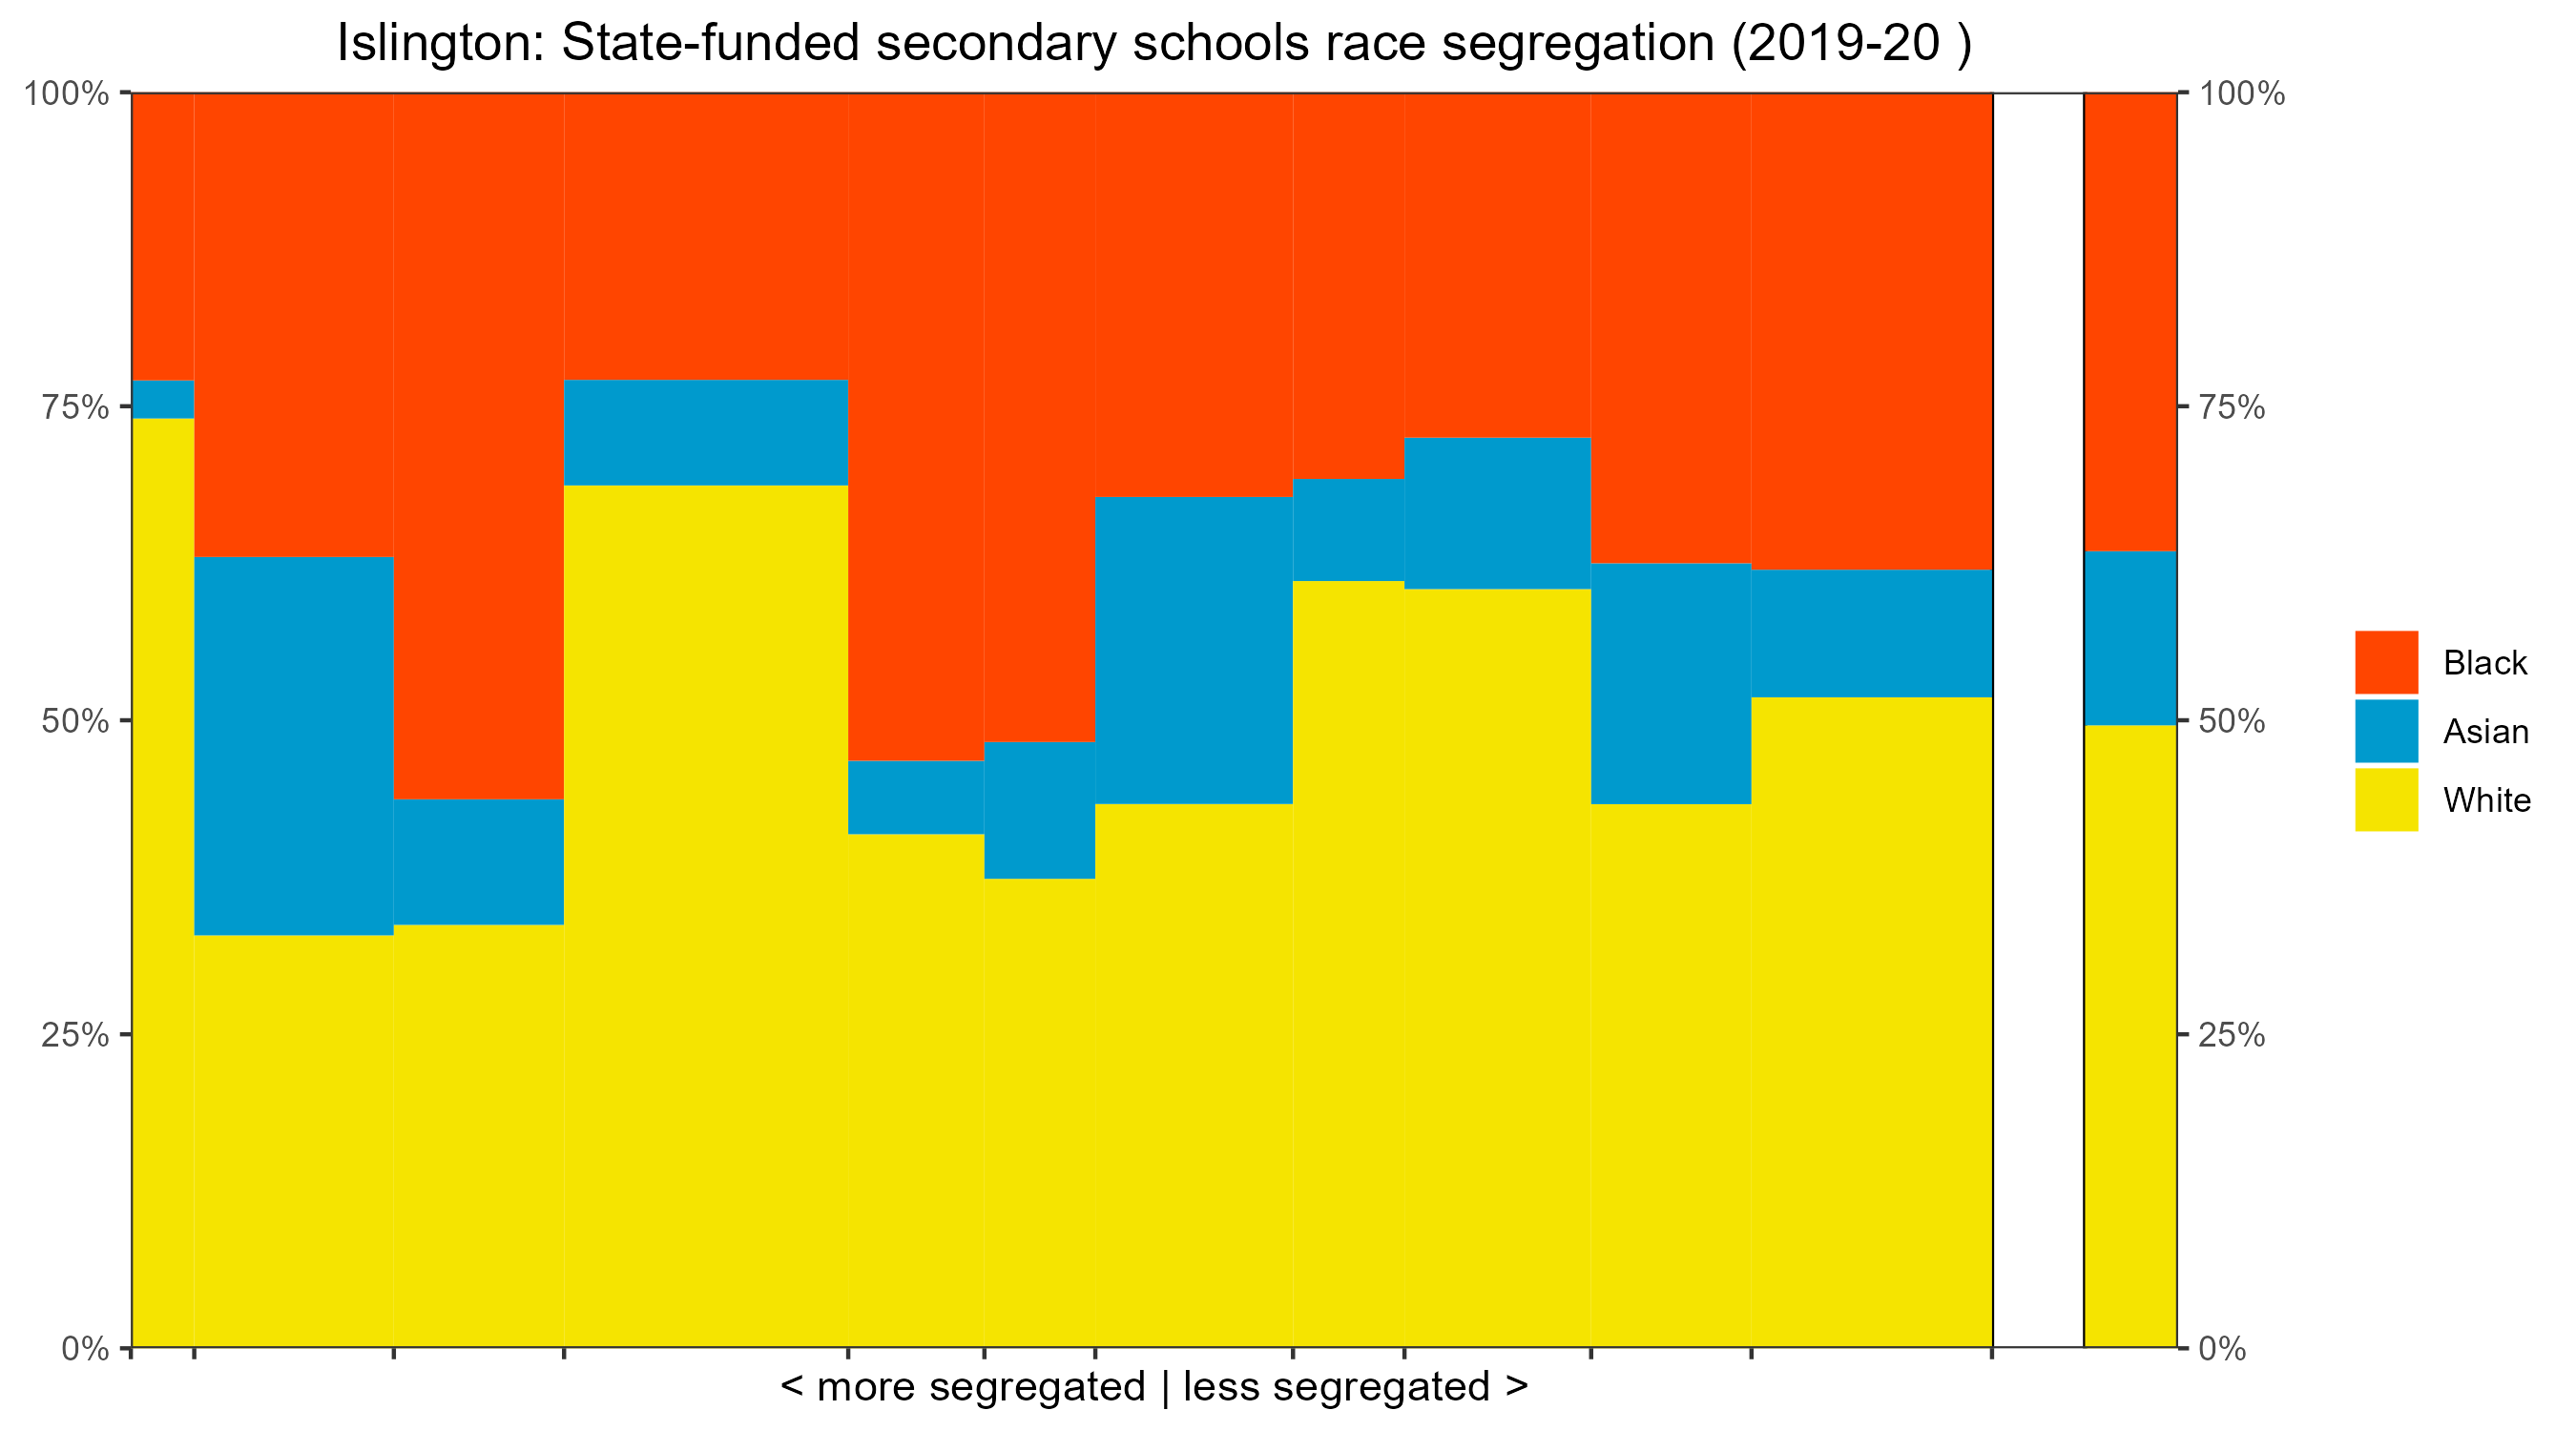 Islington: State-funded secondary schools race segregation (2019-20 )
100%
75%
50%
25%
0%
100%
75%
50%
25%
0%
Black
Asian
White
< more segregated | less segregated >